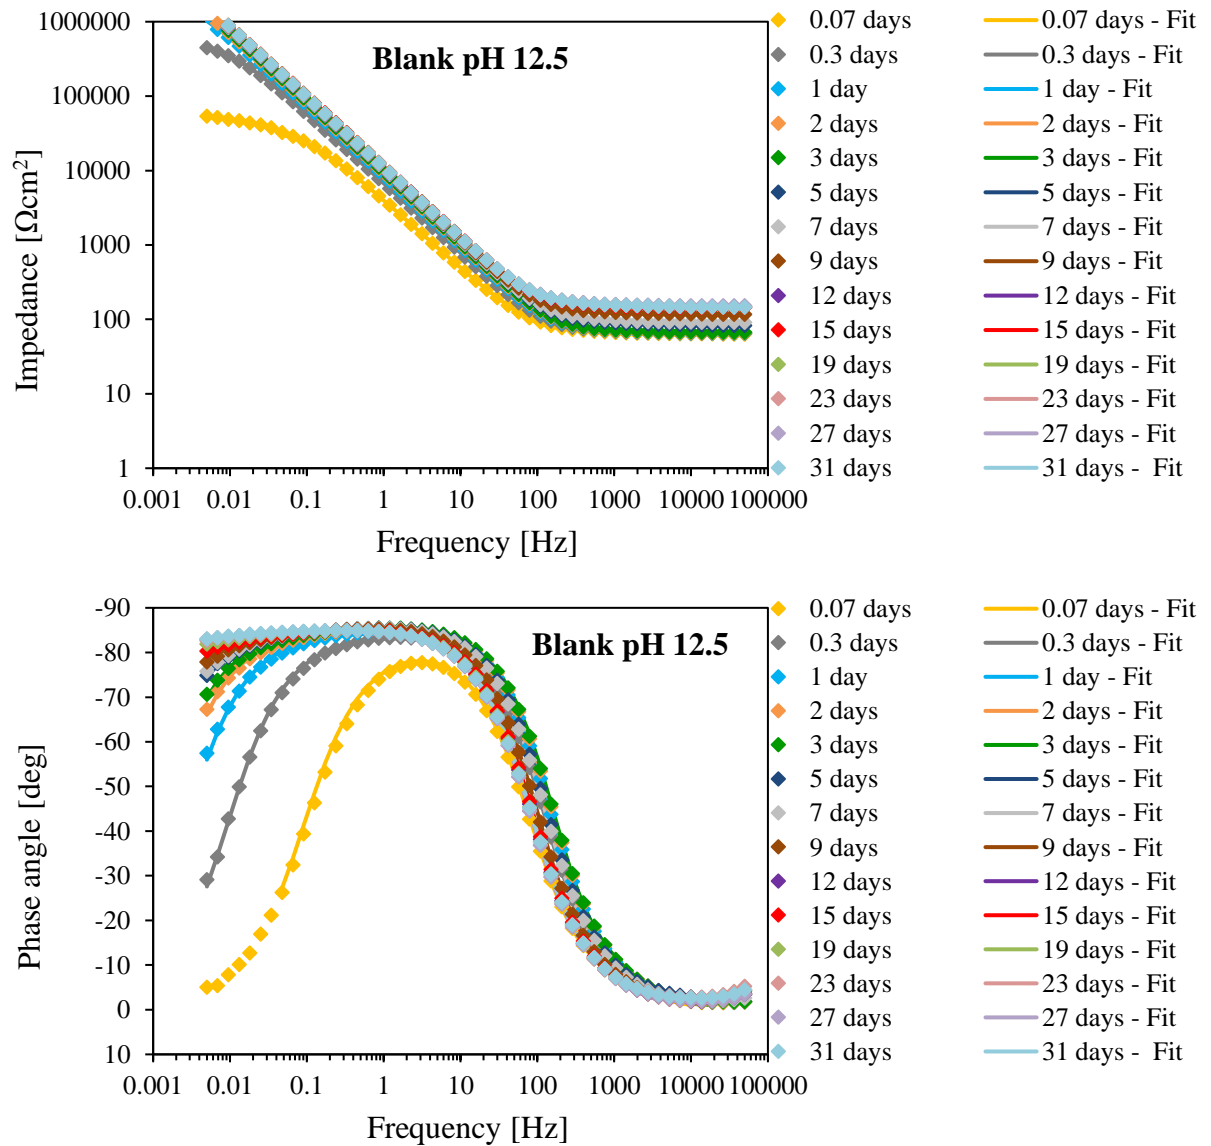 Blank pH 12.5
Impedance [Ωcm²]
1000000
100000
10000
1000
100
10
1
0.001 0.01 0.1 1 10 100 1000 10000 100000
Frequency [Hz]
0.07 days 0.07 days - Fit
0.3 days 0.3 days - Fit
1 day 1 day - Fit
2 days 2 days - Fit
3 days 3 days - Fit
5 days 5 days - Fit
7 days 7 days - Fit
9 days 9 days - Fit
12 days 12 days - Fit
15 days 15 days - Fit
19 days 19 days - Fit
23 days 23 days - Fit
27 days 27 days - Fit
31 days 31 days - Fit
Blank pH 12.5
Phase angle [deg]
-90
-80
-70
-60
-50
-40
-30
-20
-10
0
10
0.001 0.01 0.1 1 10 100 1000 10000 100000
Frequency [Hz]
0.07 days 0.07 days - Fit
0.3 days 0.3 days - Fit
1 day 1 day - Fit
2 days 2 days - Fit
3 days 3 days - Fit
5 days 5 days - Fit
7 days 7 days - Fit
9 days 9 days - Fit
12 days 12 days - Fit
15 days 15 days - Fit
19 days 19 days - Fit
23 days 23 days - Fit
27 days 27 days - Fit
31 days 31 days - Fit